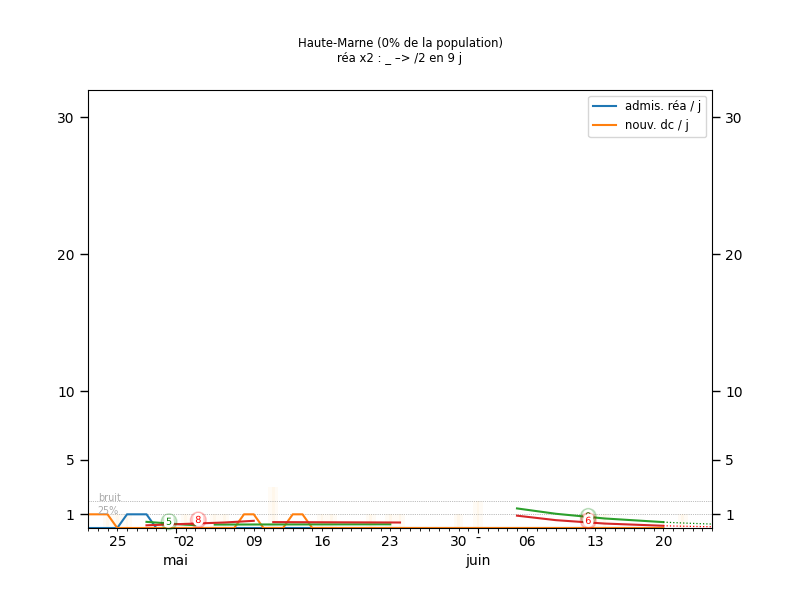 Haute-Marne (0% de la population)
réa x2 : _ –> /2 en 9 j
admis. réa / j
nouv. dc / j
30 30
20 20
10 10
5 5
bruit
25%
1 1
5 8 6
25 02 09 16 23 30 06 13 20
mai juin